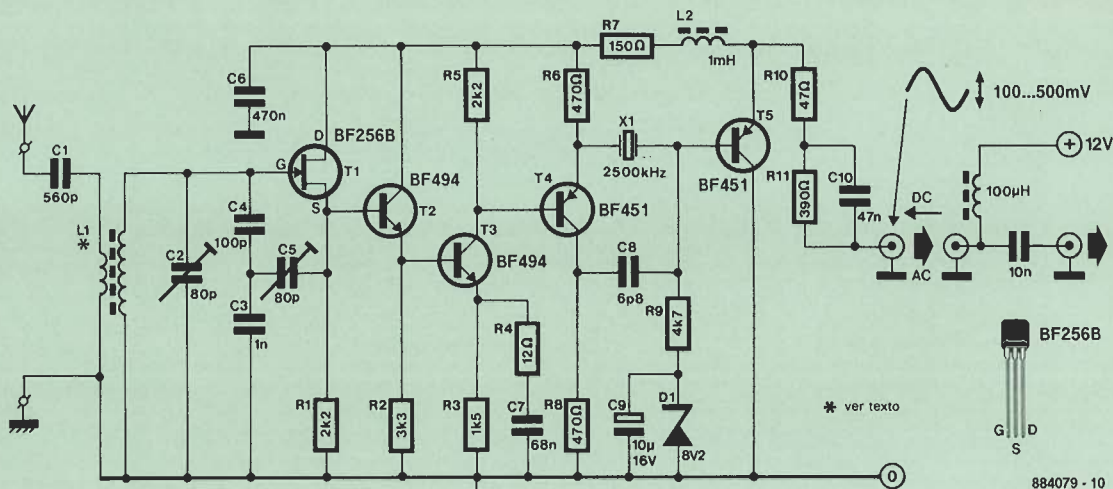 R7
150Ω
L2
1mH
C6
470n
R5
2k2
R6
470Ω
R10
47Ω
100...500mV
D
BF256B
X1
2500kHz
T5
12V
C1
560p
G
T1
S
BF494
T4
BF451
BF451
R11
390Ω
C10
47n
DC
100µH
L1
*
C4
100p
T2
T3
BF494
C8
6p8
AC
10n
C2
80p
C5
80p
R4
12Ω
R9
4k7
BF256B
C3
1n
R1
2k2
R2
3k3
R3
1k5
C7
68n
R8
470Ω
C9
10µ
16V
D1
8V2
* ver texto
G
S
D
0
884079 - 10